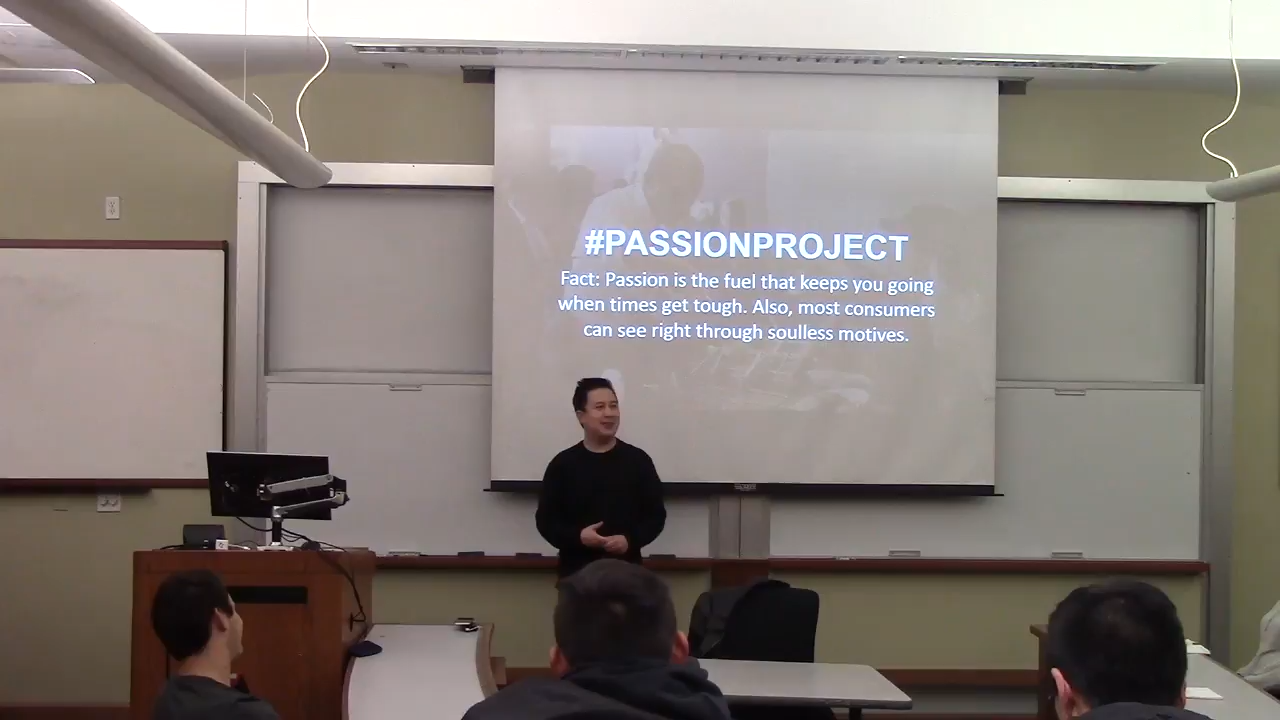 #PASSIONPROJECT
Fact: Passion is the fuel that keeps you going
when times get tough. Also, most consumers
can see right through soulless motives.